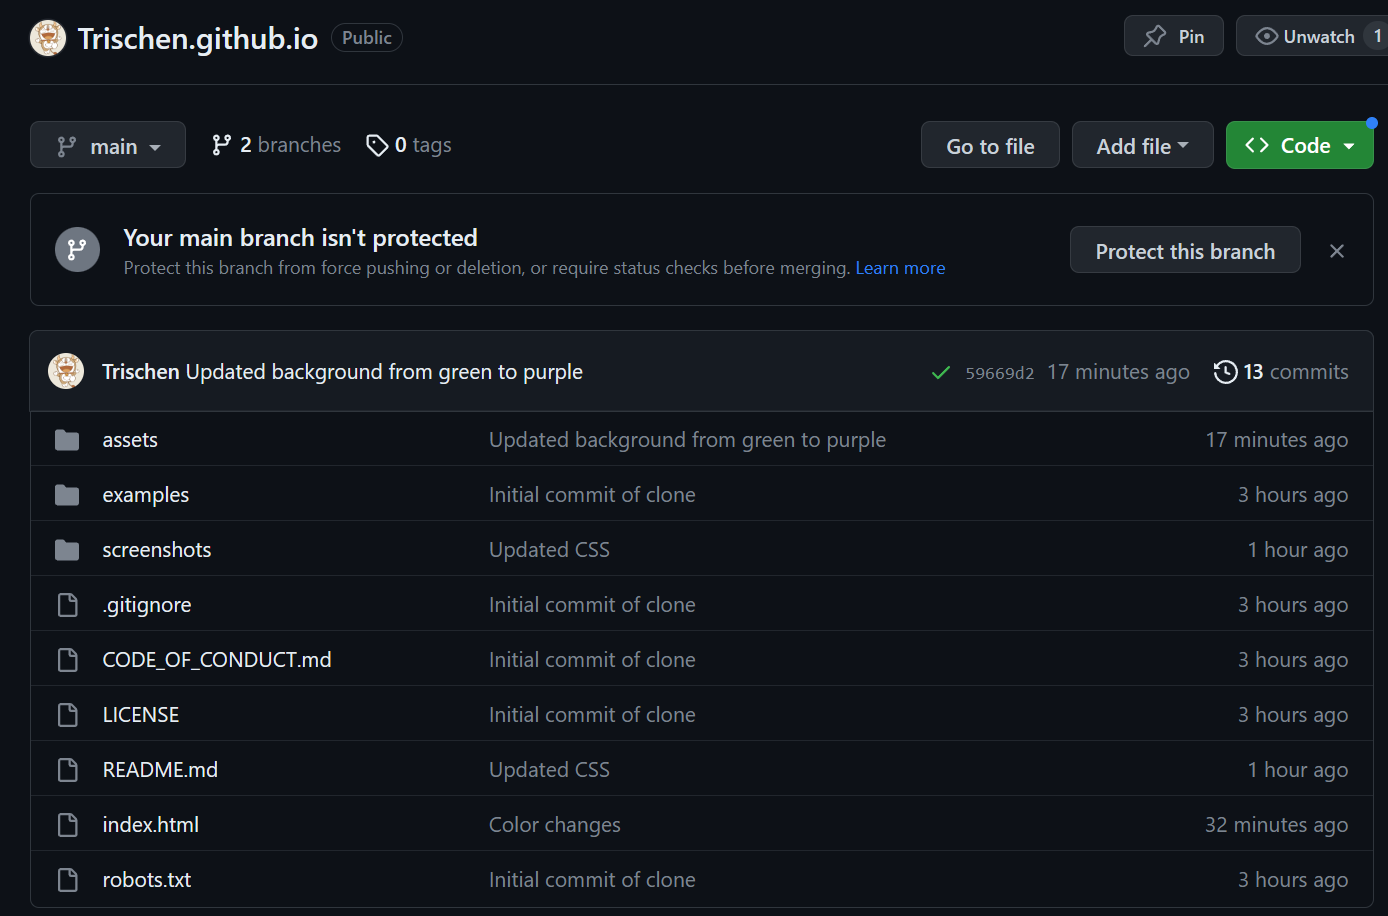 Trischen.github.io Public Pin Unwatch 1
main 2 branches 0 tags Go to file Add file Code
Your main branch isn't protected
Protect this branch from force pushing or deletion, or require status checks before merging. Learn more
Protect this branch
Trischen Updated background from green to purple 59669d2 17 minutes ago 13 commits
assets Updated background from green to purple 17 minutes ago
examples Initial commit of clone 3 hours ago
screenshots Updated CSS 1 hour ago
.gitignore Initial commit of clone 3 hours ago
CODE_OF_CONDUCT.md Initial commit of clone 3 hours ago
LICENSE Initial commit of clone 3 hours ago
README.md Updated CSS 1 hour ago
index.html Color changes 32 minutes ago
robots.txt Initial commit of clone 3 hours ago